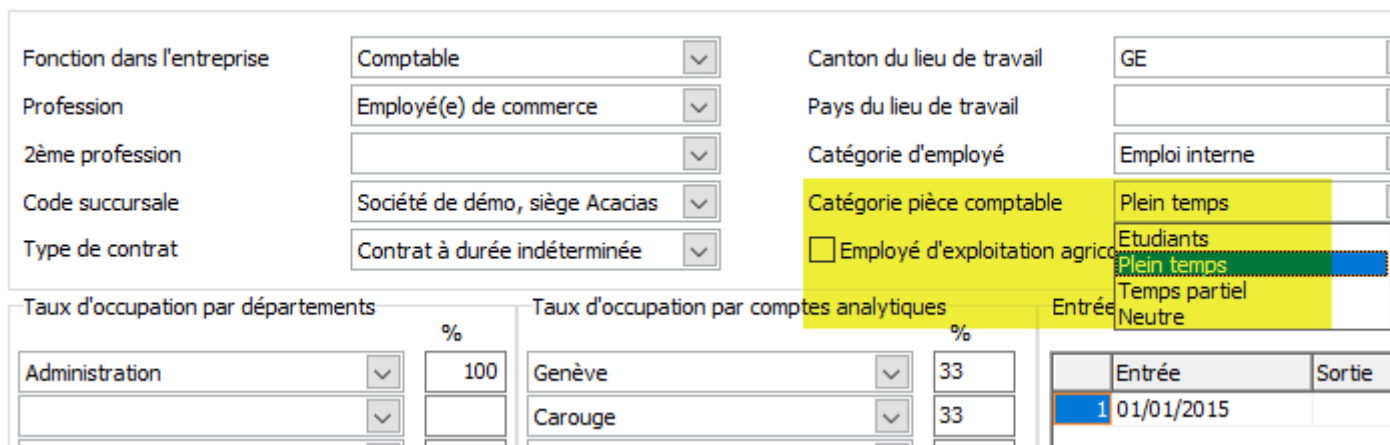 Fonction dans l'entreprise Comptable Canton du lieu de travail GE
Profession Employé(e) de commerce Pays du lieu de travail
2ème profession Catégorie d'employé Emploi interne
Code succursale Société de démo, siège Acacias Catégorie pièce comptable Plein temps
Type de contrat Contrat à durée indéterminée Employé d'exploitation Etudiants
Plein temps
Temps partiel
Neutre
Taux d'occupation par départements Taux d'occupation par comptes analytiques
% %
Administration 100 Genève 33 Entrée Sortie
Carouge 33 1 01/01/2015